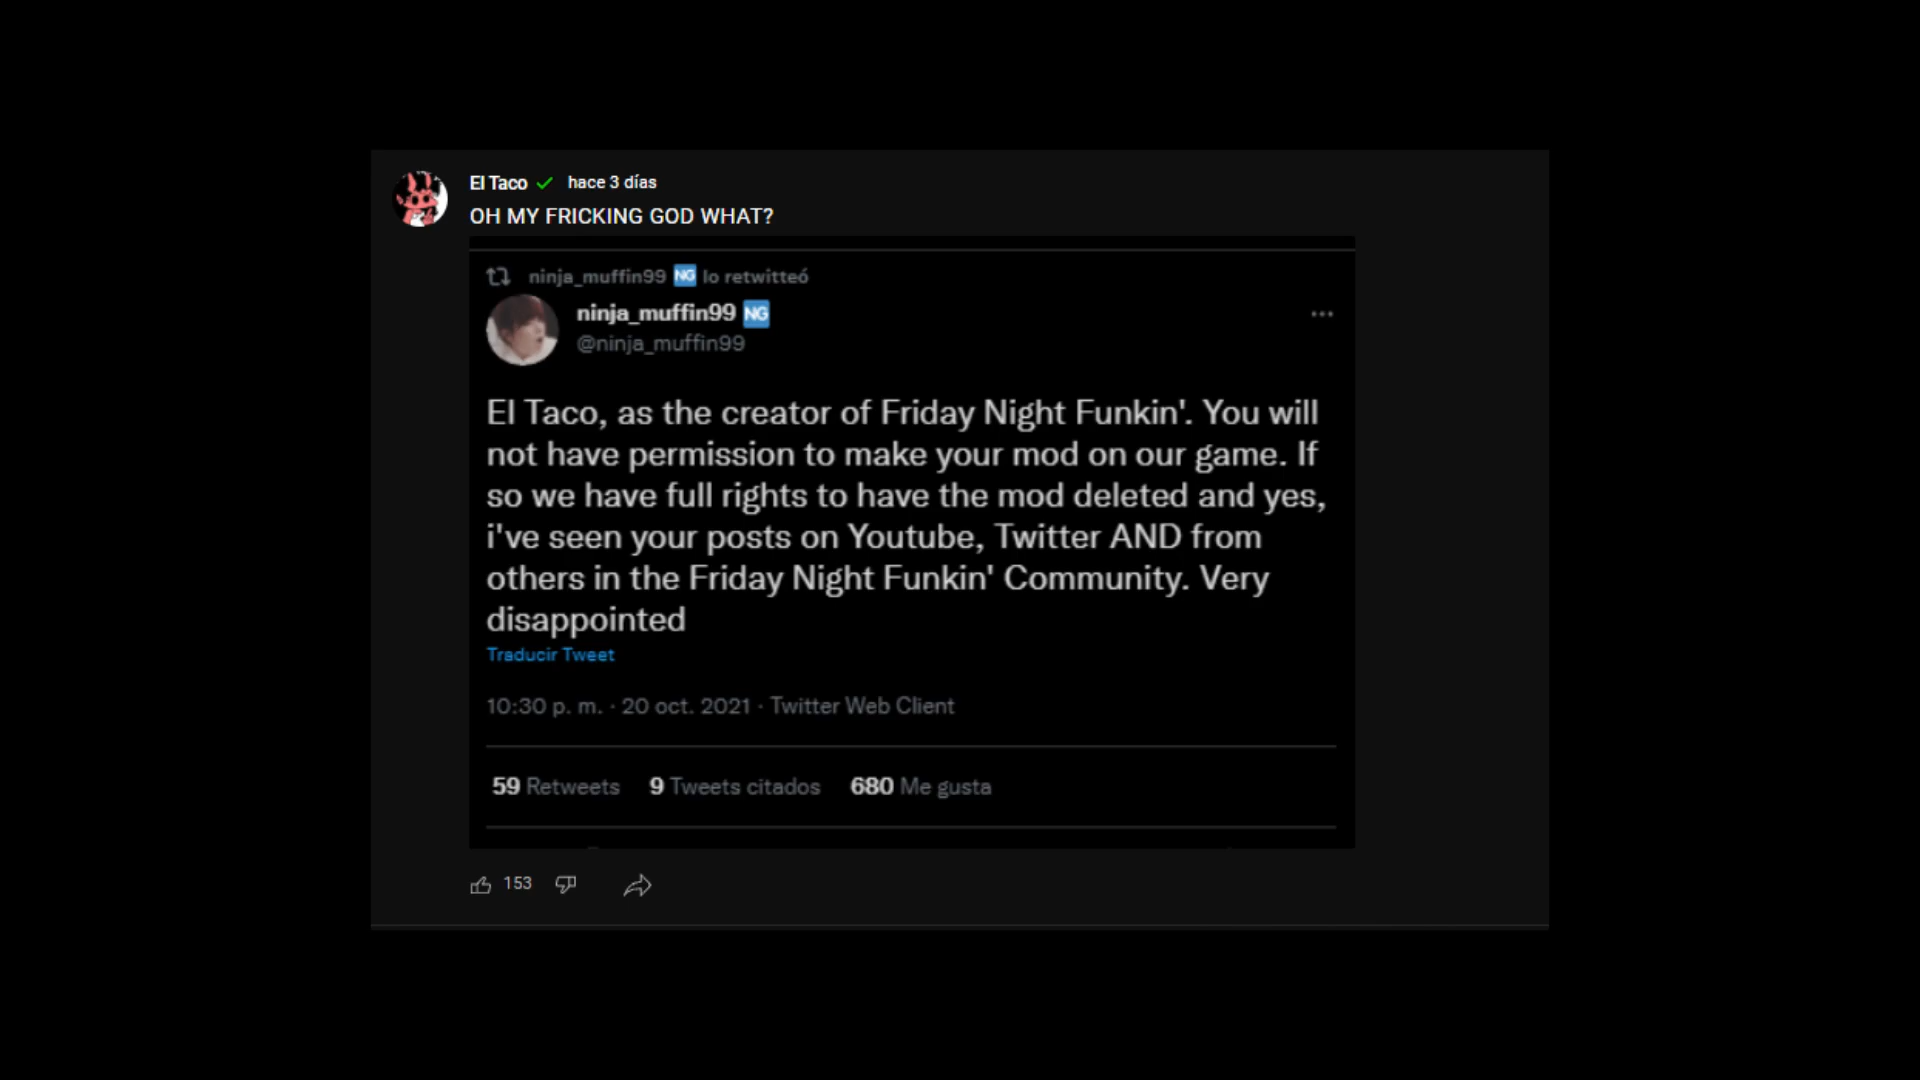 El Taco hace 3 días
OH MY FRICKING GOD WHAT?
ninja_muffin99 NG lo retwitteó
ninja_muffin99 NG
@ninja_muffin99
El Taco, as the creator of Friday Night Funkin'. You will
not have permission to make your mod on our game. If
so we have full rights to have the mod deleted and yes,
i've seen your posts on Youtube, Twitter AND from
others in the Friday Night Funkin' Community. Very
disappointed
Traducir Tweet
10:30 p. m. · 20 oct. 2021 · Twitter Web Client
59 Retweets 9 Tweets citados 680 Me gusta
153